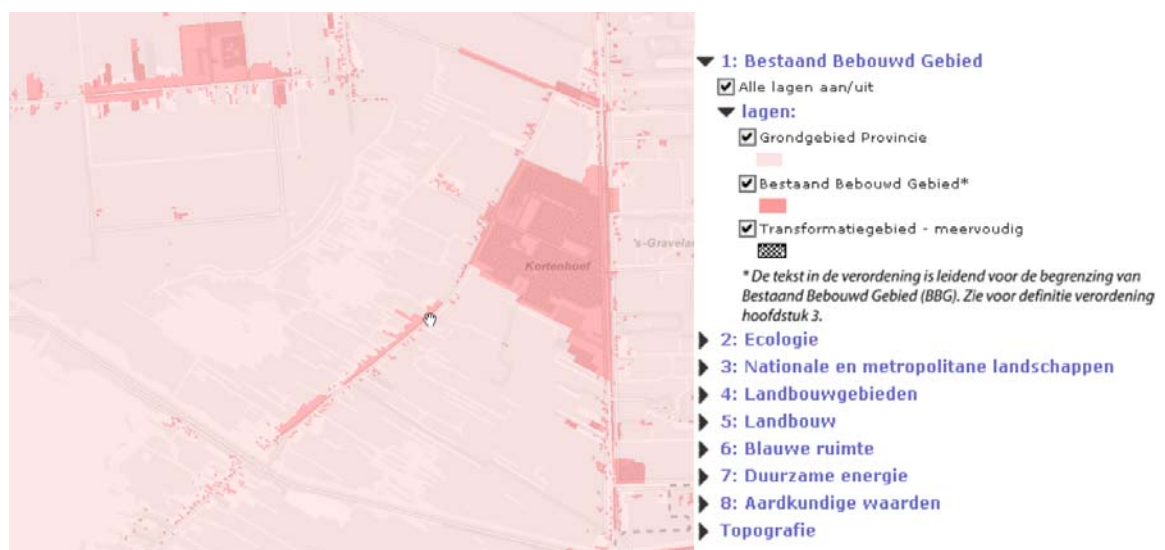 's-Gravelan
Kortenhoef
1: Bestaand Bebouwd Gebied
Alle lagen aan/uit
lagen:
Grondgebied Provincie
Bestaand Bebouwd Gebied*
Transformatiegebied - meervoudig
* De tekst in de verordening is leidend voor de begrenzing van
Bestaand Bebouwd Gebied (BBG). Zie voor definitie verordening
hoofdstuk 3.
2: Ecologie
3: Nationale en metropolitane landschappen
4: Landbouwgebieden
5: Landbouw
6: Blauwe ruimte
7: Duurzame energie
8: Aardkundige waarden
Topografie